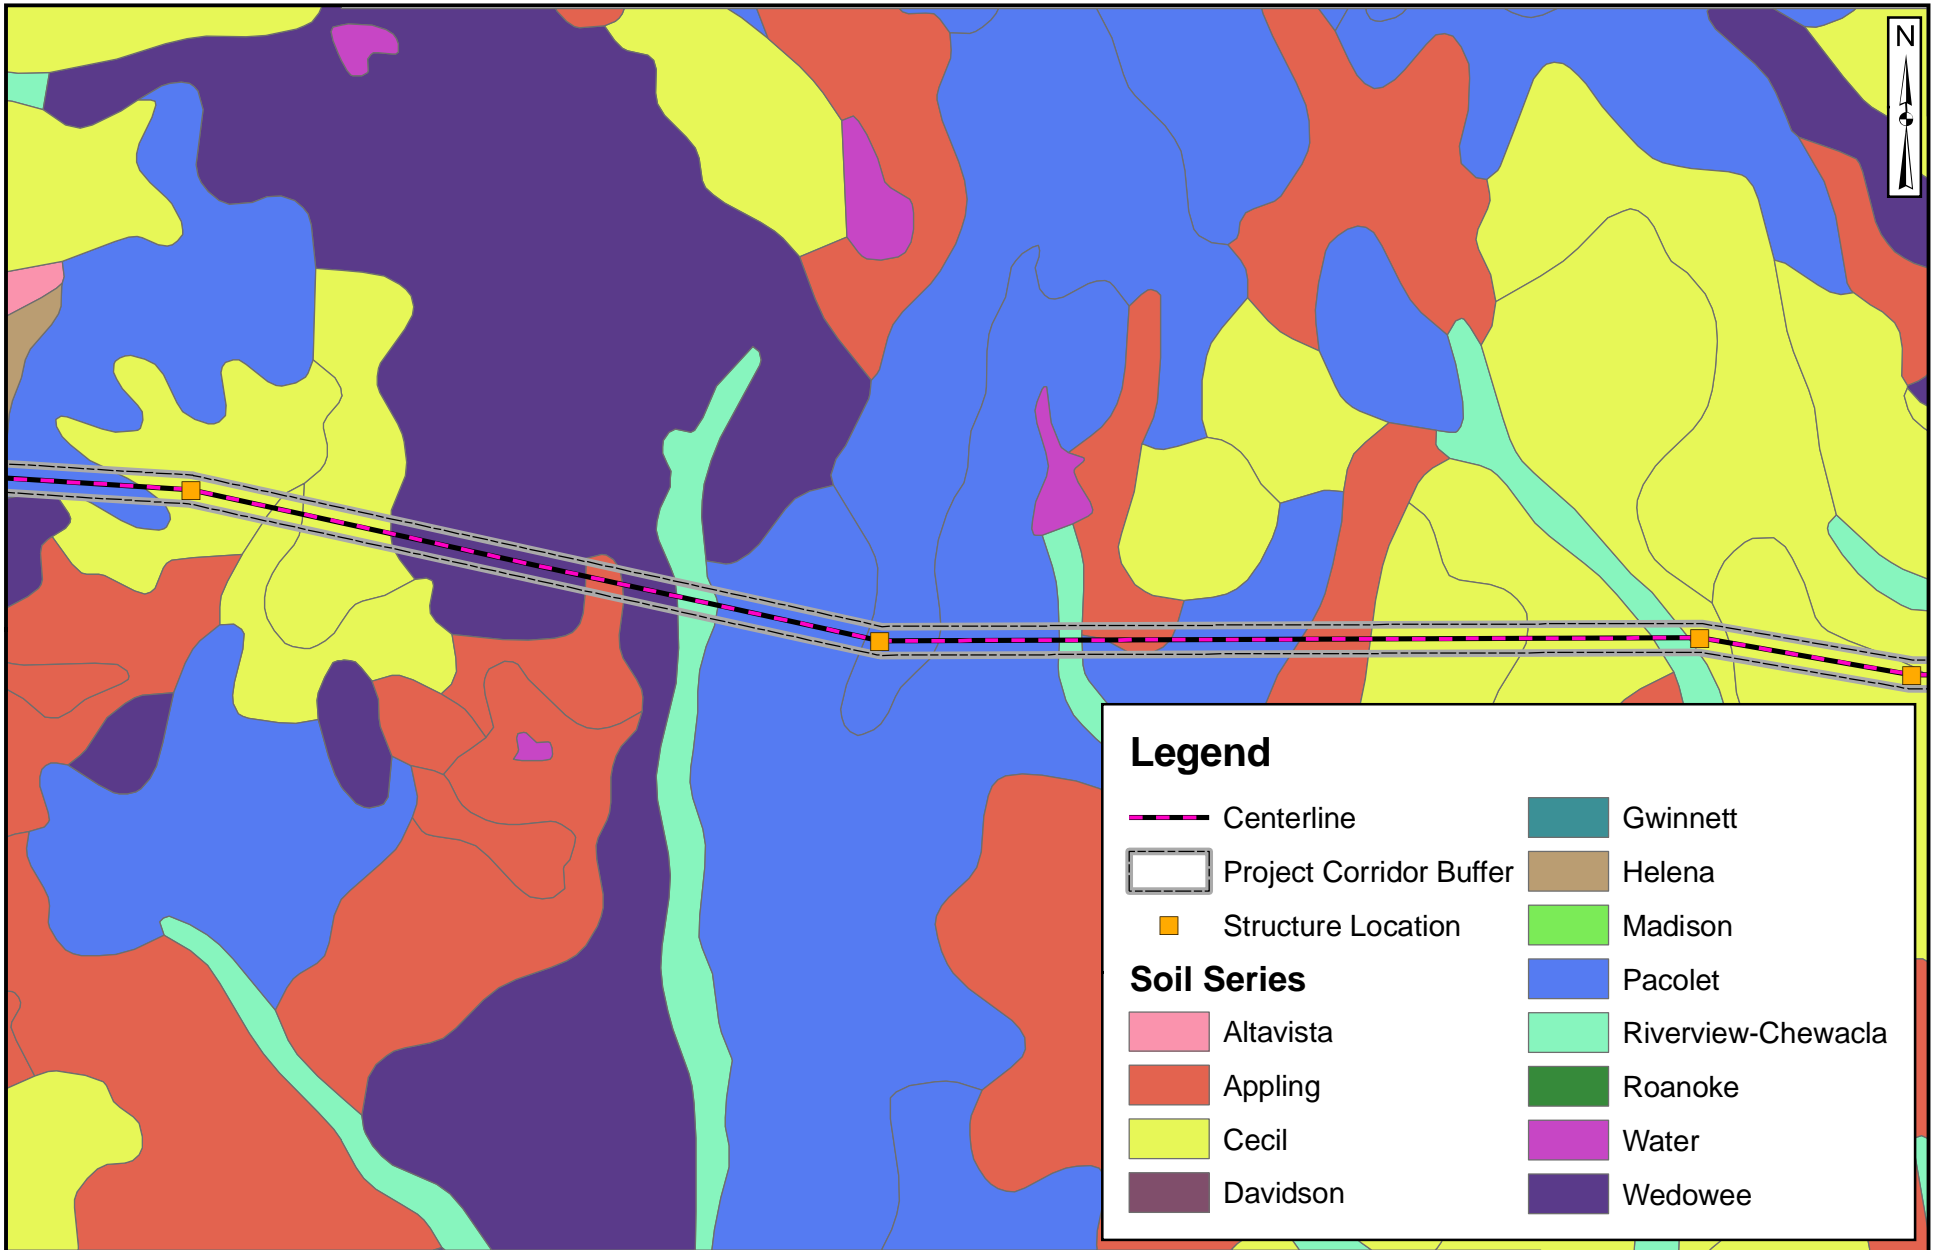 N
Legend
Centerline
Project Corridor Buffer
Structure Location
Soil Series
Altavista
Appling
Cecil
Davidson
Gwinnett
Helena
Madison
Pacolet
Riverview-Chewacla
Roanoke
Water
Wedowee